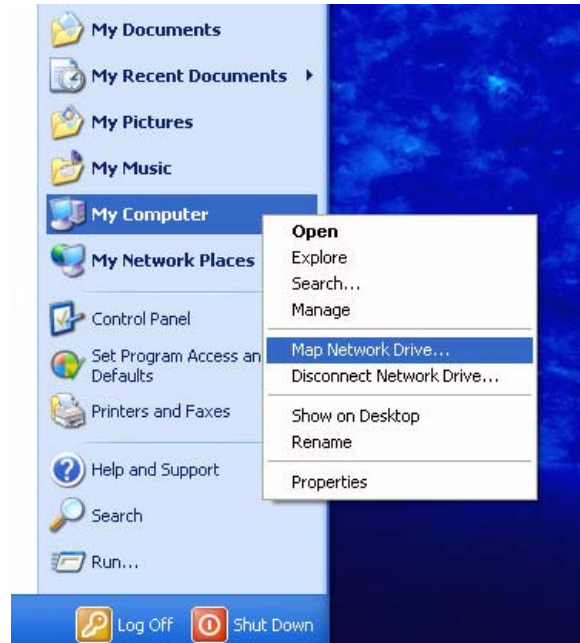 My Documents
My Recent Documents
My Pictures
My Music
My Computer
My Network Places
Control Panel
Set Program Access an
Defaults
Printers and Faxes
Help and Support
Search
Run...
Log Off
Shut Down
Open
Explore
Search...
Manage
Map Network Drive...
Disconnect Network Drive...
Show on Desktop
Rename
Properties